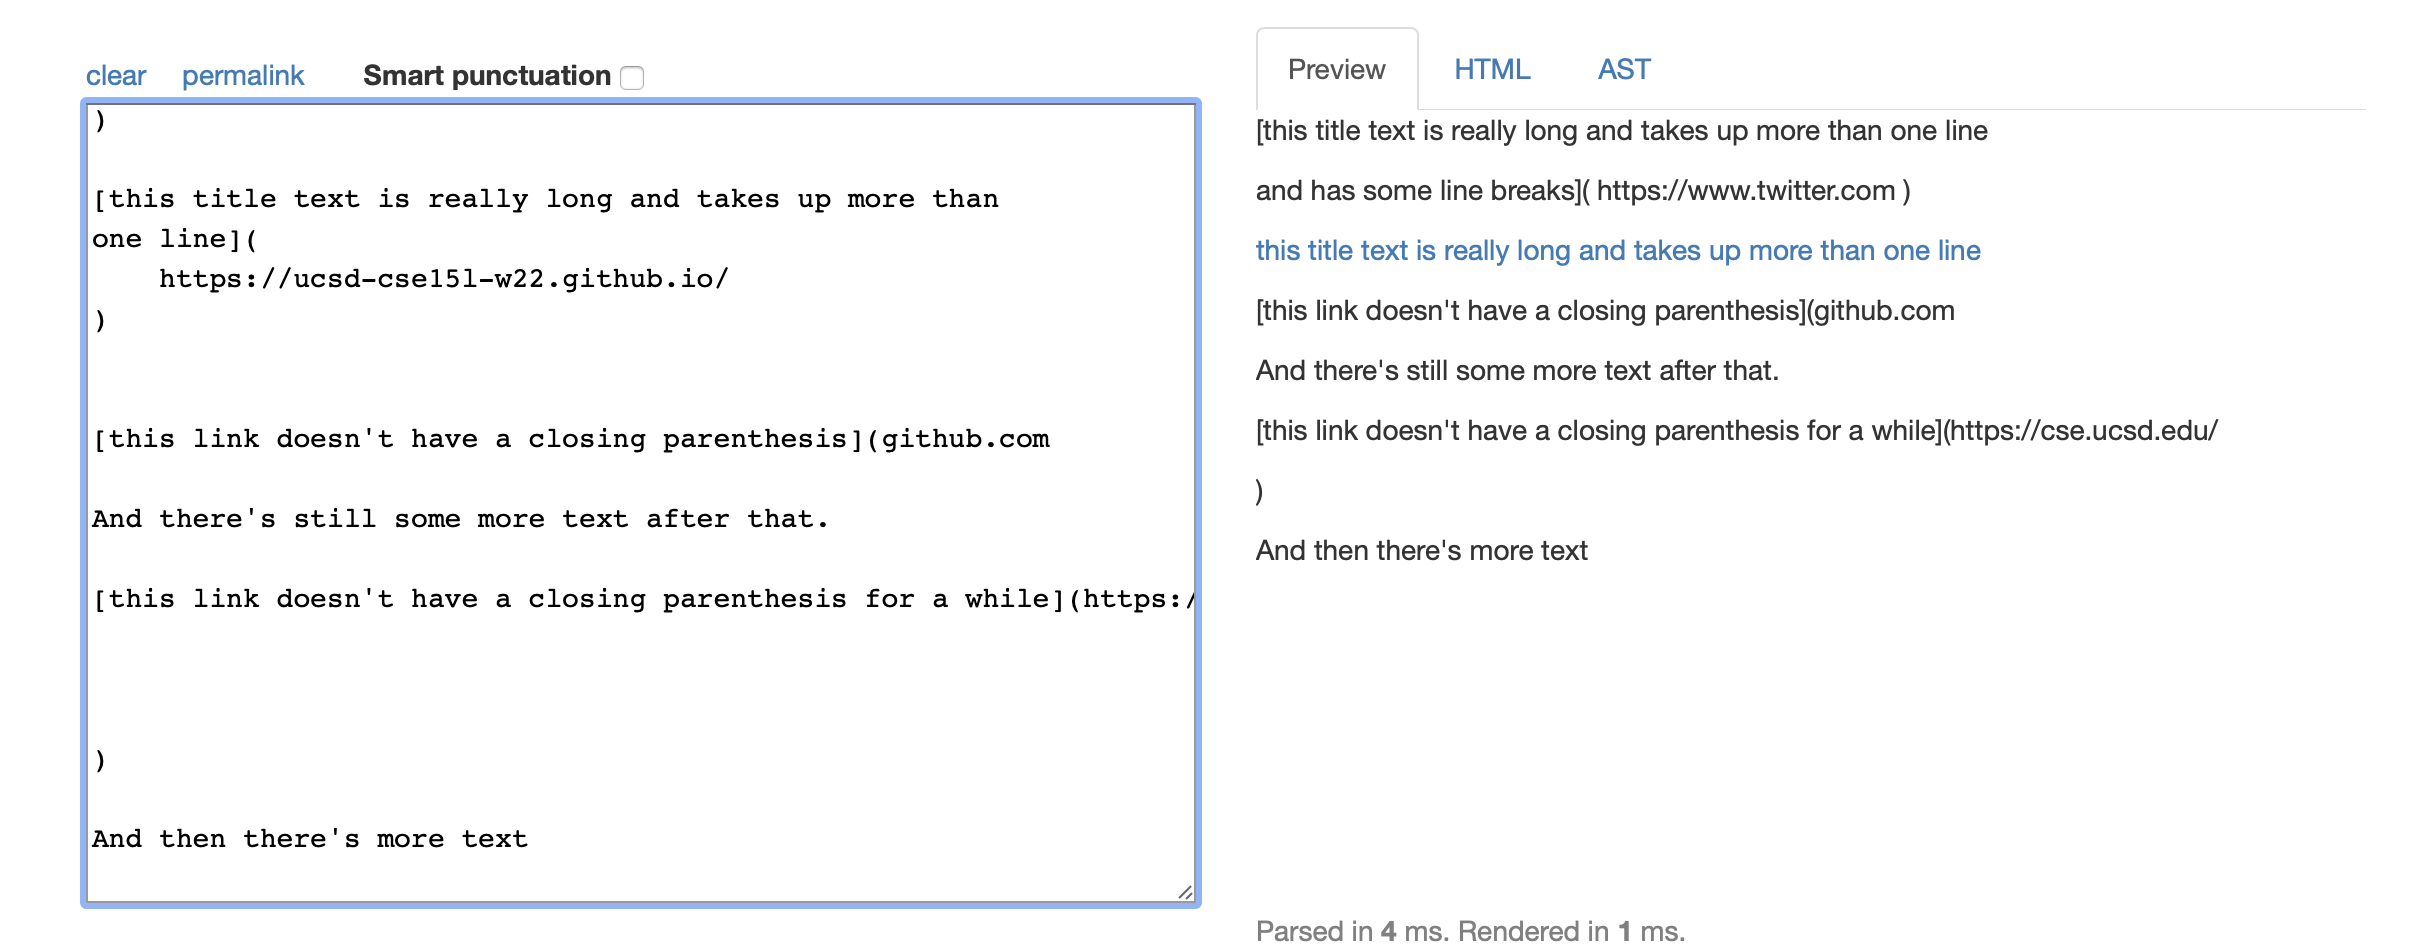 clear permalink Smart punctuation
)
[this title text is really long and takes up more than
one line](
https://ucsd-cse15l-w22.github.io/
)
[this link doesn't have a closing parenthesis](github.com
And there's still some more text after that.
[this link doesn't have a closing parenthesis for a while](https:/
)
And then there's more text
Preview HTML AST
[this title text is really long and takes up more than one line
and has some line breaks]( https://www.twitter.com )
this title text is really long and takes up more than one line
[this link doesn't have a closing parenthesis](github.com
And there's still some more text after that.
[this link doesn't have a closing parenthesis for a while](https://cse.ucsd.edu/
)
And then there's more text
Parsed in 4 ms. Rendered in 1 ms.